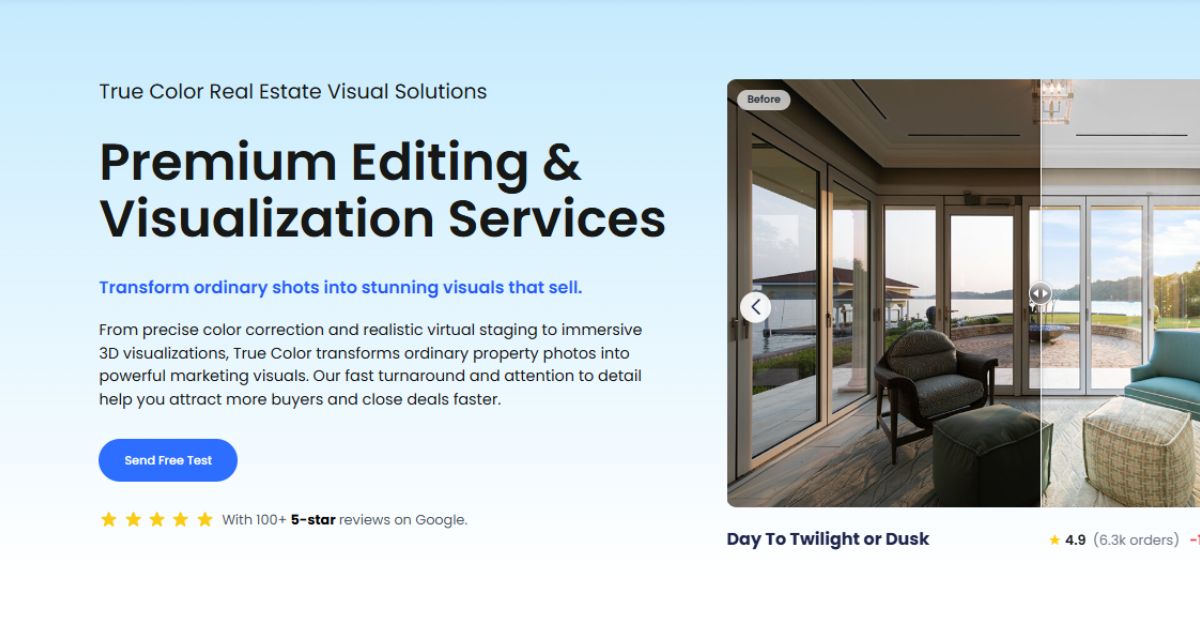 True Color Real Estate Visual Solutions
Premium Editing &
Visualization Services
Transform ordinary shots into stunning visuals that sell.
From precise color correction and realistic virtual staging to immersive
3D visualizations, True Color transforms ordinary property photos into
powerful marketing visuals. Our fast turnaround and attention to detail
help you attract more buyers and close deals faster.
Send Free Test
With 100+ 5-star reviews on Google.
Before
Day To Twilight or Dusk
4.9 (6.3k orders)